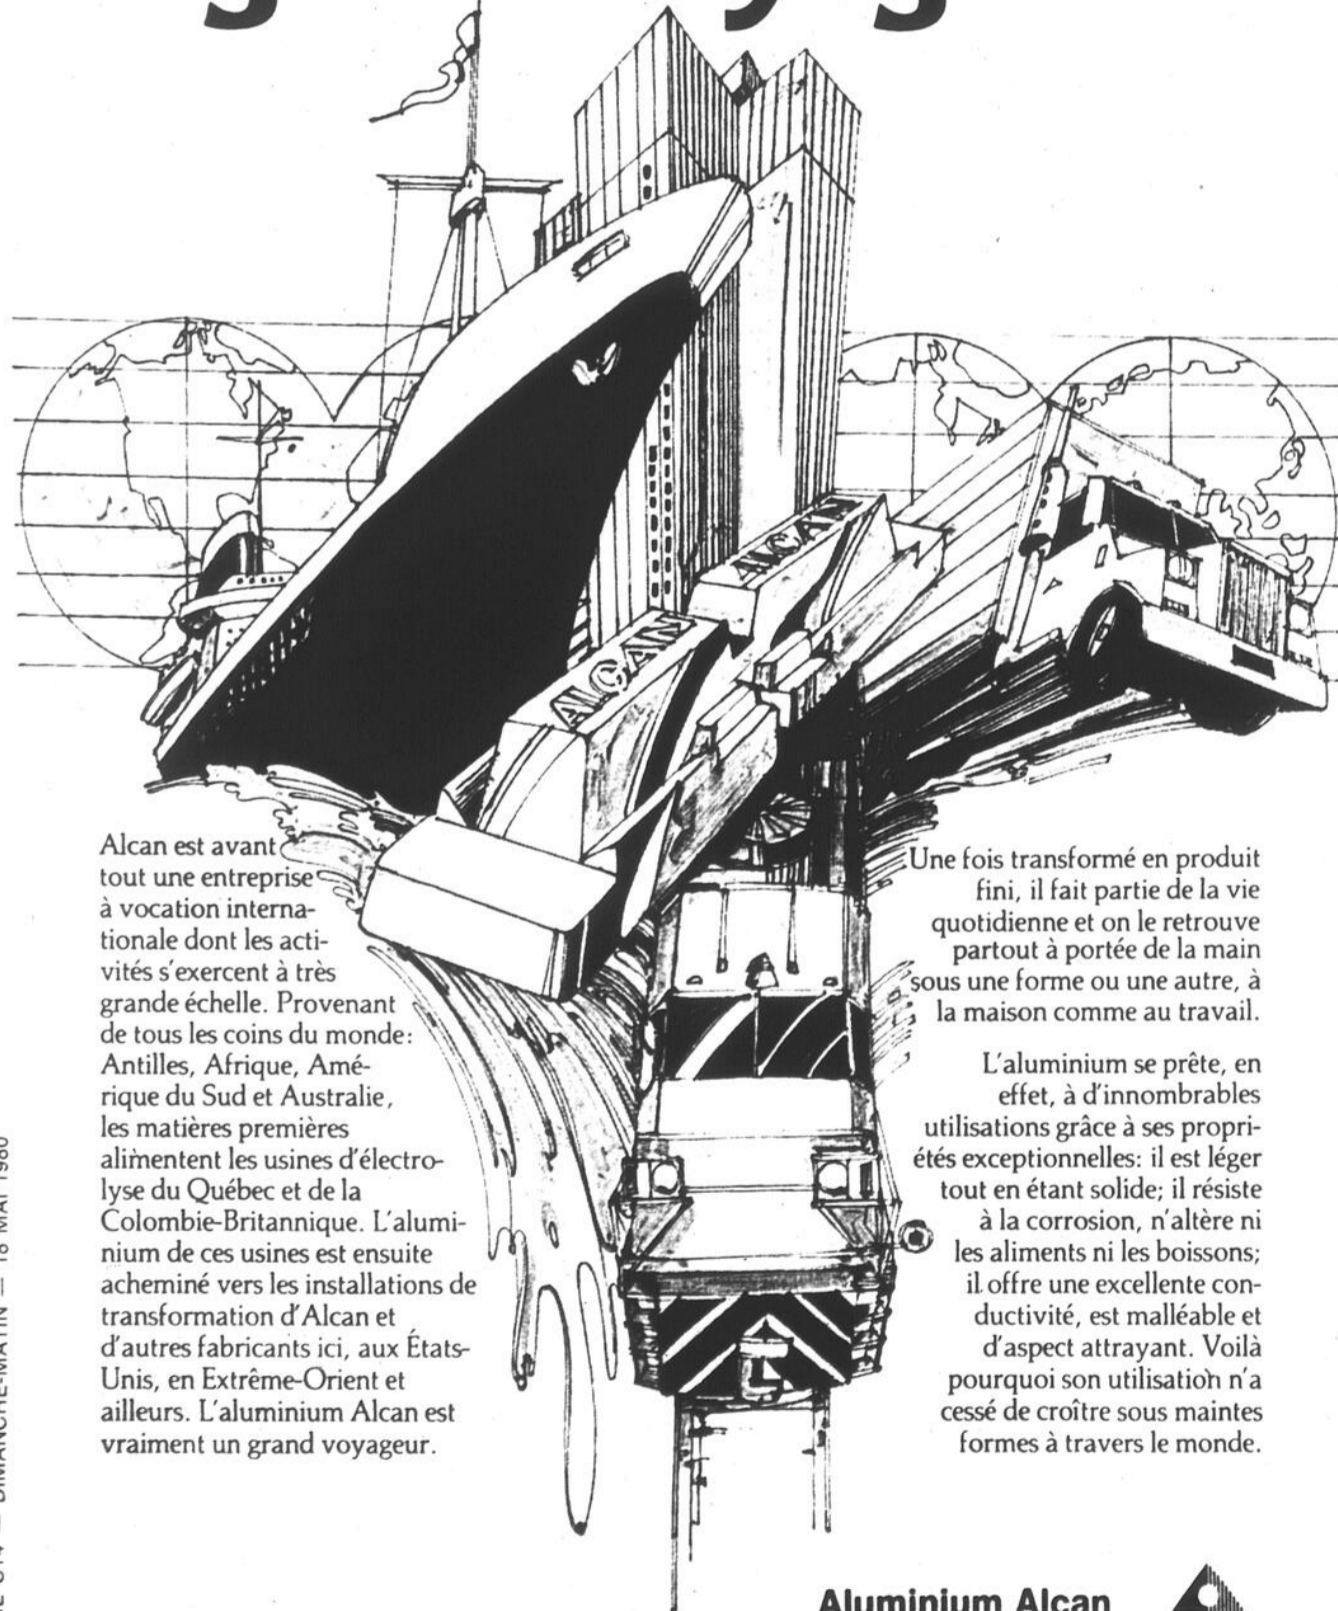 Alcan est avant
tout une entreprise
à vocation interna-
tionale dont les acti-
vités s'exercent à très
grande échelle. Provenant
de tous les coins du monde:
Antilles, Afrique, Amé-
rique du Sud et Australie,
les matières premières
alimentent les usines d'électro-
lyse du Québec et de la
Colombie-Britannique. L'alumi-
nium de ces usines est ensuite
acheminé vers les installations de
transformation d'Alcan et
d'autres fabricants ici, aux États-
Unis, en Extrême-Orient et
ailleurs. L'aluminium Alcan est
vraiment un grand voyageur.
Une fois transformé en produit
fini, il fait partie de la vie
quotidienne et on le retrouve
partout à portée de la main
sous une forme ou une autre, à
la maison comme au travail.
L'aluminium se prête, en
effet, à d'innombrables
utilisations grâce à ses propri-
étés exceptionnelles: il est léger
tout en étant solide; il résiste
à la corrosion, n'altère ni
les aliments ni les boissons;
il offre une excellente con-
ductivité, est malléable et
d'aspect attrayant. Voilà
pourquoi son utilisation n'a
cessé de croître sous maintes
formes à travers le monde.
ALCAN
ALCAN
DIMANCHE-MATIN — 18 MAI 1980
Aluminium Alcan